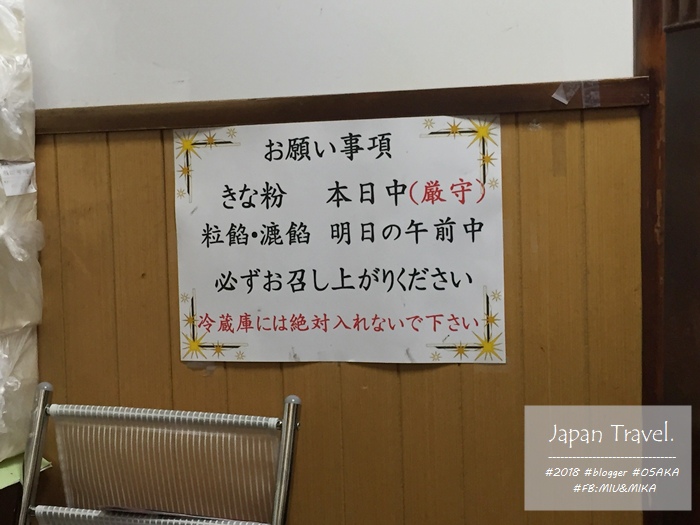 お願い事項
きな粉 本日中(厳守)
粒餡・漉餡 明日の午前中
必ずお召し上がりください
冷蔵庫には絶対入れないで下さい
Japan Travel.
#2018 #blogger #OSAKA
#FB:MIU&MIKA